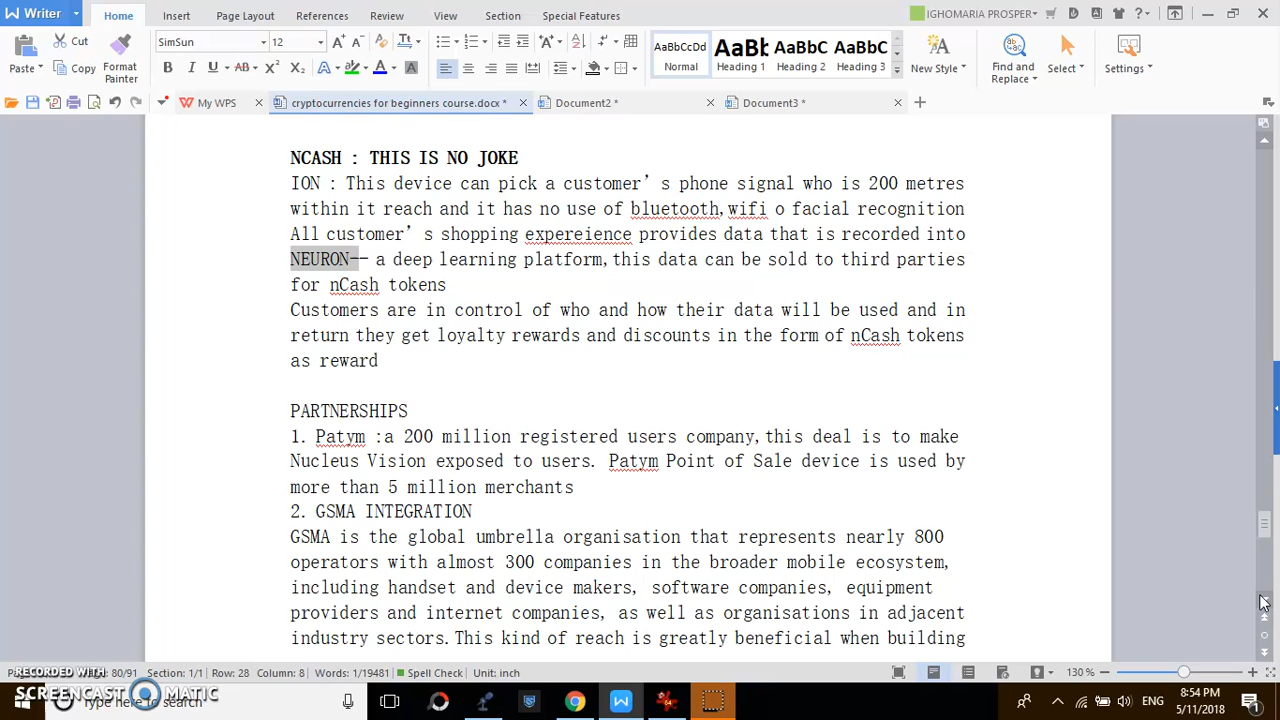 Writer
Home
Insert
Page Layout
References
Review
View
Section
Special Features
IGHOMARIA PROSPER
Paste
Cut
Copy
Format Painter
SimSun
12
AaBbCcDd
Normal
AaBb
Heading 1
AaBbC
Heading 2
AaBbC
Heading 3
New Style
Find and Replace
Select
Settings
My WPS
cryptocurrencies for beginners course.docx *
Document2 *
Document3 *
NCASH : THIS IS NO JOKE
ION : This device can pick a customer’s phone signal who is 200 metres
within it reach and it has no use of bluetooth,wifi o facial recognition
All customer’s shopping expereience provides data that is recorded into
NEURON-- a deep learning platform,this data can be sold to third parties
for nCash tokens
Customers are in control of who and how their data will be used and in
return they get loyalty rewards and discounts in the form of nCash tokens
as reward
PARTNERSHIPS
1. Patym :a 200 million registered users company,this deal is to make
Nucleus Vision exposed to users. Patym Point of Sale device is used by
more than 5 million merchants
2. GSMA INTEGRATION
GSMA is the global umbrella organisation that represents nearly 800
operators with almost 300 companies in the broader mobile ecosystem,
including handset and device makers, software companies, equipment
providers and internet companies, as well as organisations in adjacent
industry sectors. This kind of reach is greatly beneficial when building
80/91 Section: 1/1 Row: 28 Column: 8 Words: 1/19481 Spell Check Unit: inch
130 %
RECORDED WITH
SCREENCAST MATIC
Type here to search
8:54 PM
5/11/2018